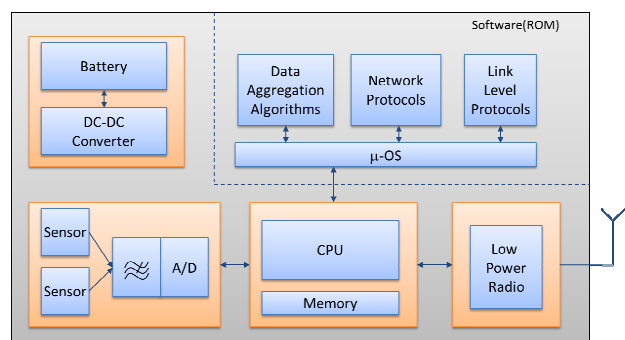 Software(ROM)
Battery
DC-DC
Converter
Data
Aggregation
Algorithms
Network
Protocols
Link
Level
Protocols
μ-OS
Sensor
Sensor
A/D
CPU
Memory
Low
Power
Radio